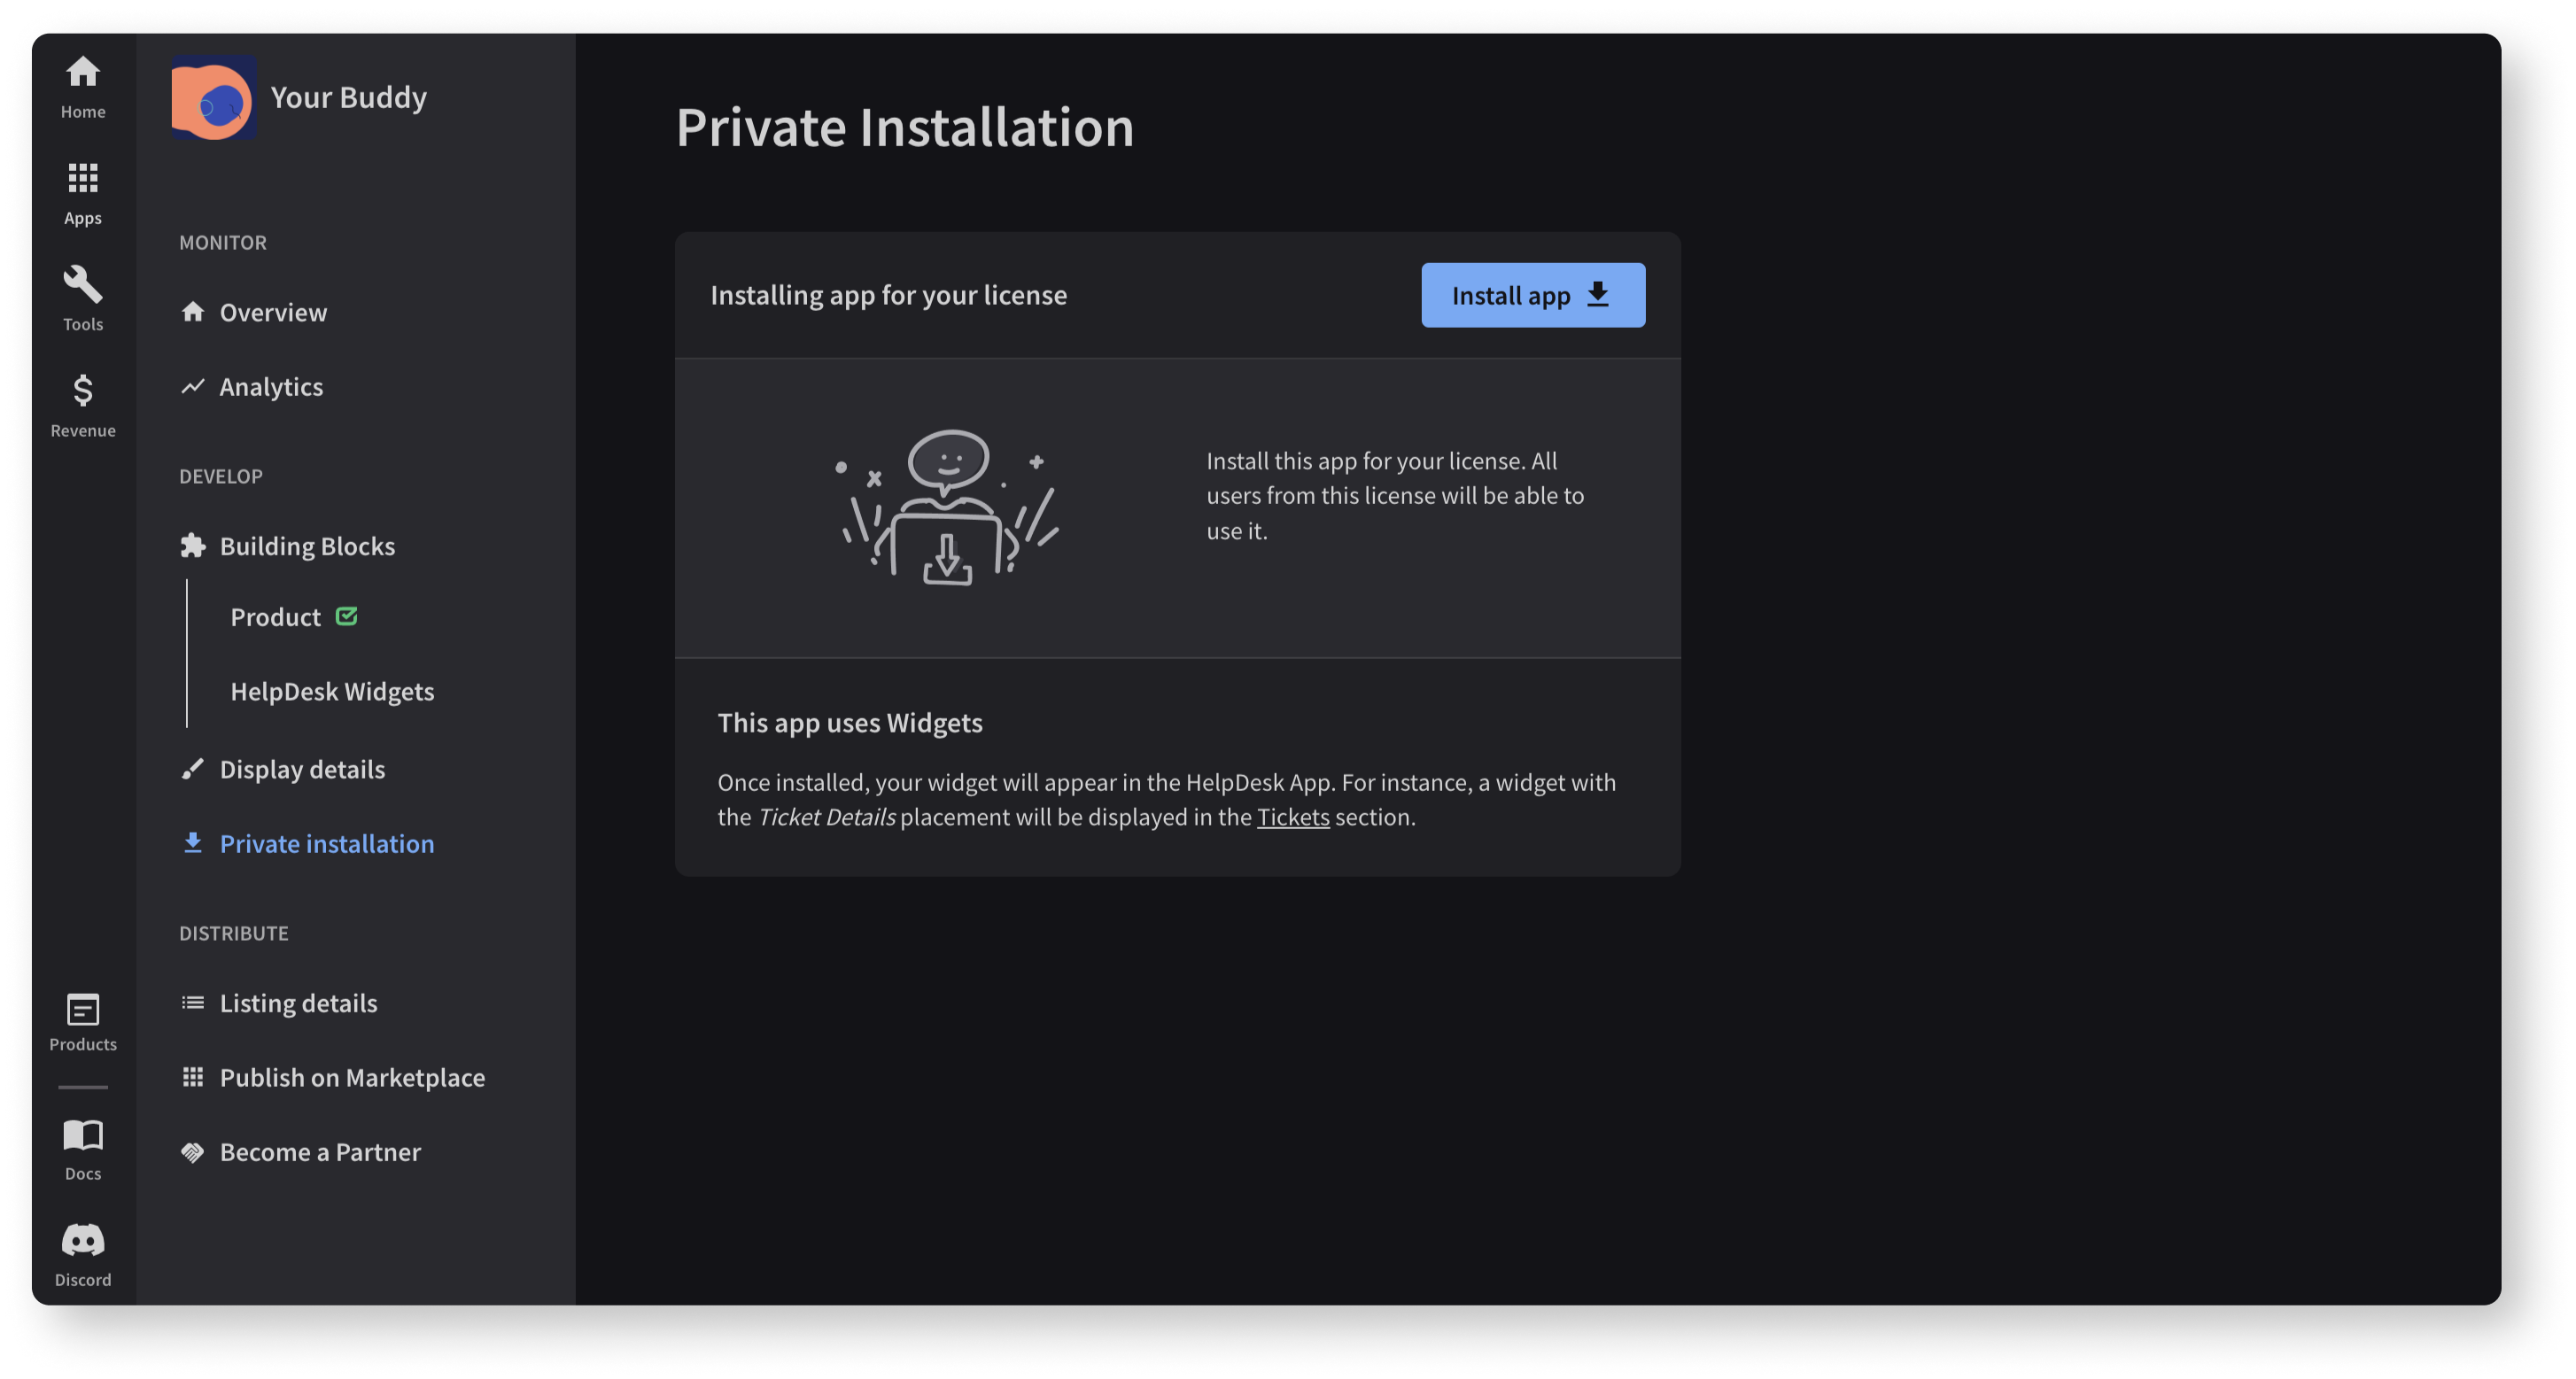 Home
Apps
Tools
Revenue
Products
Docs
Discord
Your Buddy
MONITOR
Overview
Analytics
DEVELOP
Building Blocks
Product
HelpDesk Widgets
Display details
Private installation
DISTRIBUTE
Listing details
Publish on Marketplace
Become a Partner
Private Installation
Installing app for your license
Install app
Install this app for your license. All
users from this license will be able to
use it.
This app uses Widgets
Once installed, your widget will appear in the HelpDesk App. For instance, a widget with
the Ticket Details placement will be displayed in the Tickets section.